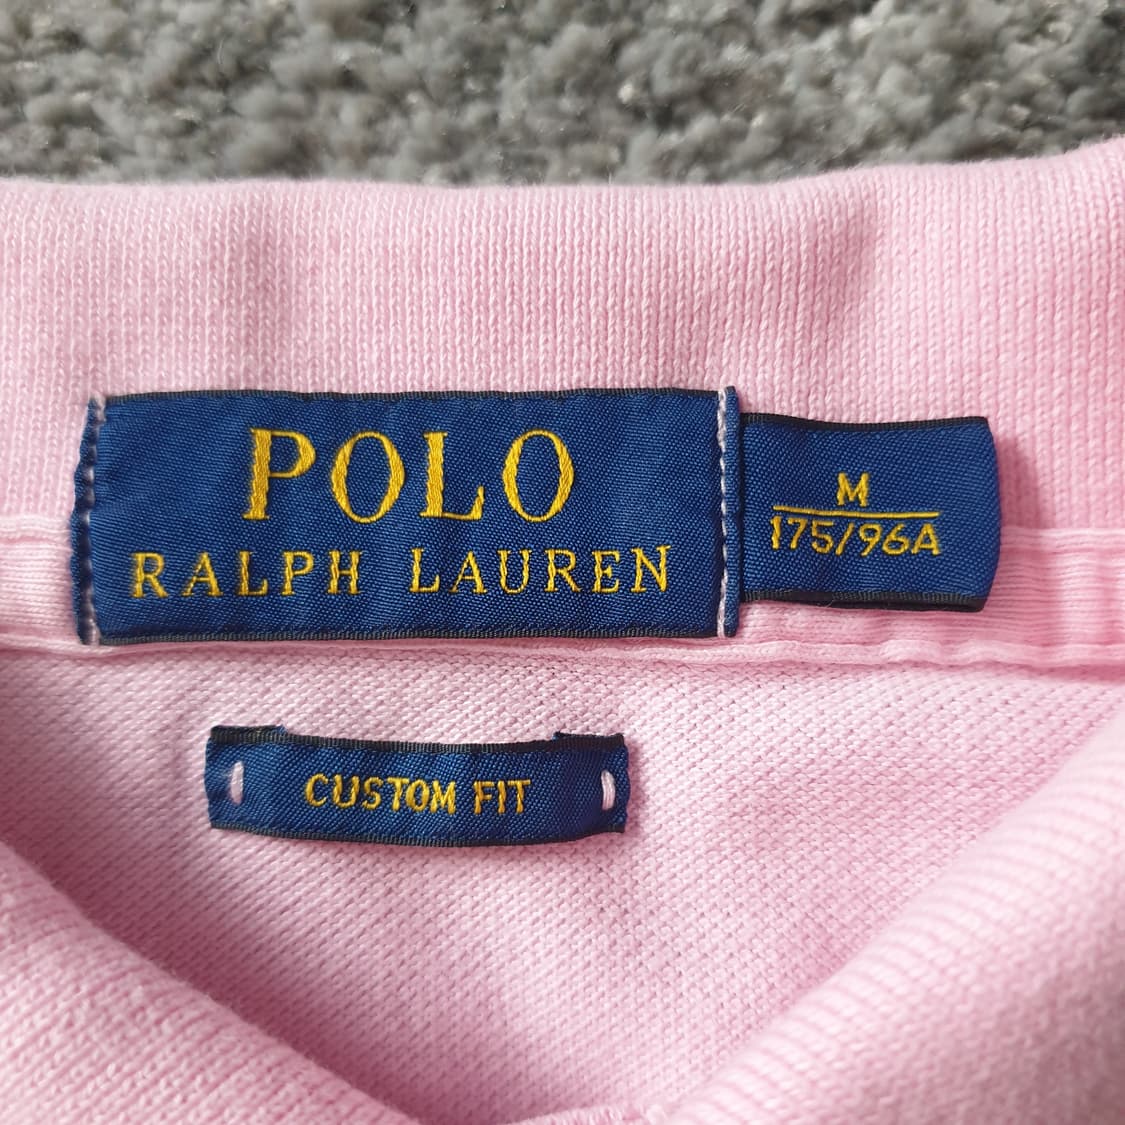 POLO
RALPH LAUREN
M
175/96A
CUSTOM FIT